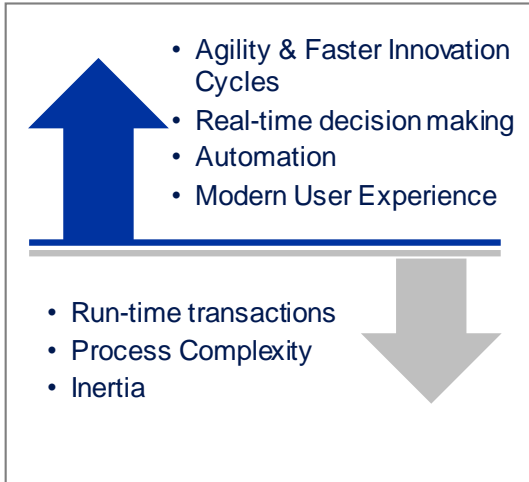 • Agility & Faster Innovation
Cycles
• Real-time decision making
• Automation
• Modern User Experience
• Run-time transactions
• Process Complexity
• Inertia